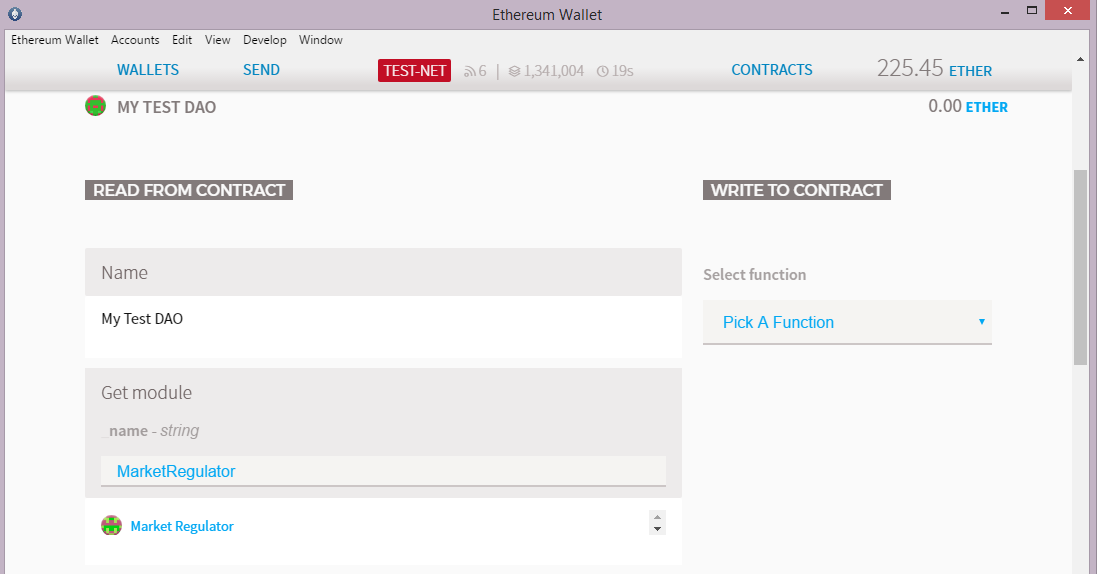 Ethereum Wallet
Ethereum Wallet Accounts Edit View Develop Window
WALLETS SEND TEST-NET 6 | 1,341,004 19s CONTRACTS 225.45 ETHER
MY TEST DAO 0.00 ETHER
READ FROM CONTRACT WRITE TO CONTRACT
Name
Select function
My Test DAO
Pick A Function
Get module
_name - string
MarketRegulator
Market Regulator